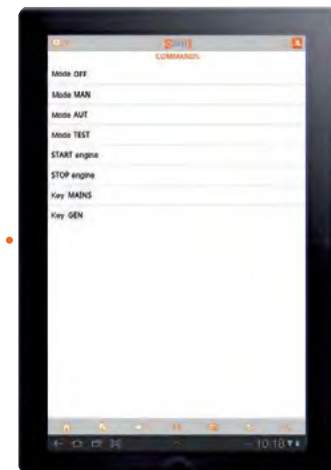 COMMANDS
Mode OFF
Mode MAN
Mode AUT
Mode TEST
START engine
STOP engine
Key MAINS
Key GEN
10:18